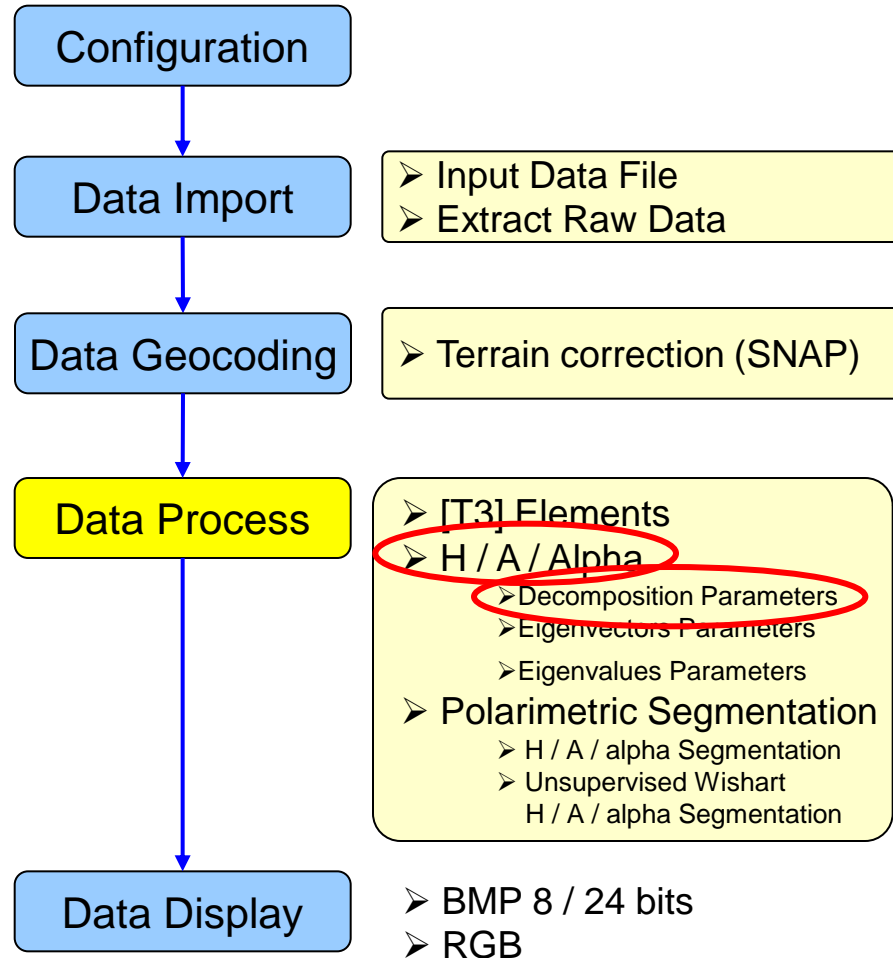 Configuration
Data Import
➢ Input Data File
➢ Extract Raw Data
Data Geocoding
➢ Terrain correction (SNAP)
Data Process
➢ [T3] Elements
➢ H / A / Alpha
➢Decomposition Parameters
➢Eigenvectors Parameters
➢Eigenvalues Parameters
➢ Polarimetric Segmentation
➢ H / A / alpha Segmentation
➢ Unsupervised Wishart
H / A / alpha Segmentation
Data Display
➢ BMP 8 / 24 bits
➢ RGB